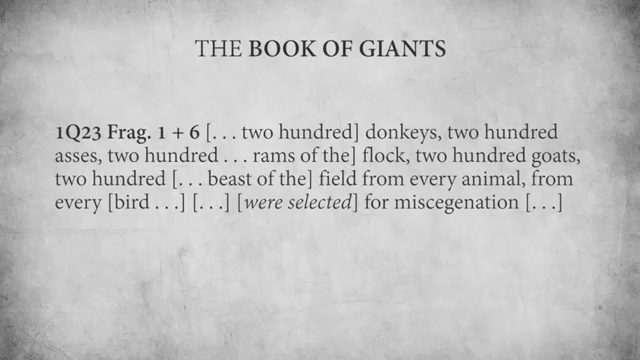 THE BOOK OF GIANTS
1Q23 Frag. 1 + 6 [. . . two hundred] donkeys, two hundred
asses, two hundred . . . rams of the] flock, two hundred goats,
two hundred [. . . beast of the] field from every animal, from
every [bird . . .] [. . .] [were selected] for miscegenation [. . .]